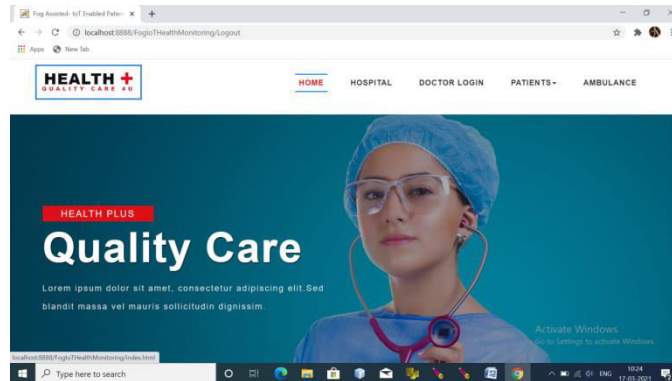 Fog Assisted- IoT Enabled Patien
localhost:8888/FogIoTHealthMonitoring/Logout
Apps New Tab
HEALTH +
QUALITY CARE 4U
HOME HOSPITAL DOCTOR LOGIN PATIENTS AMBULANCE
HEALTH PLUS
Quality Care
Lorem ipsum dolor sit amet, consectetur adipiscing elit.Sed
blandit massa vel mauris sollicitudin dignissim.
Activate Windows
Go to Settings to activate Windows.
localhost:8888/FogIoTHealthMonitoring/index.html
Type here to search
ENG
10:24
17-03-2021